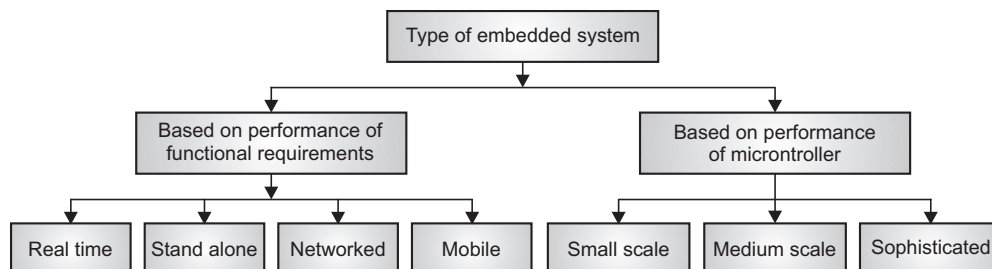 Type of embedded system
Based on performance of
functional requirements
Based on performance
of microntroller
Real time
Stand alone
Networked
Mobile
Small scale
Medium scale
Sophisticated